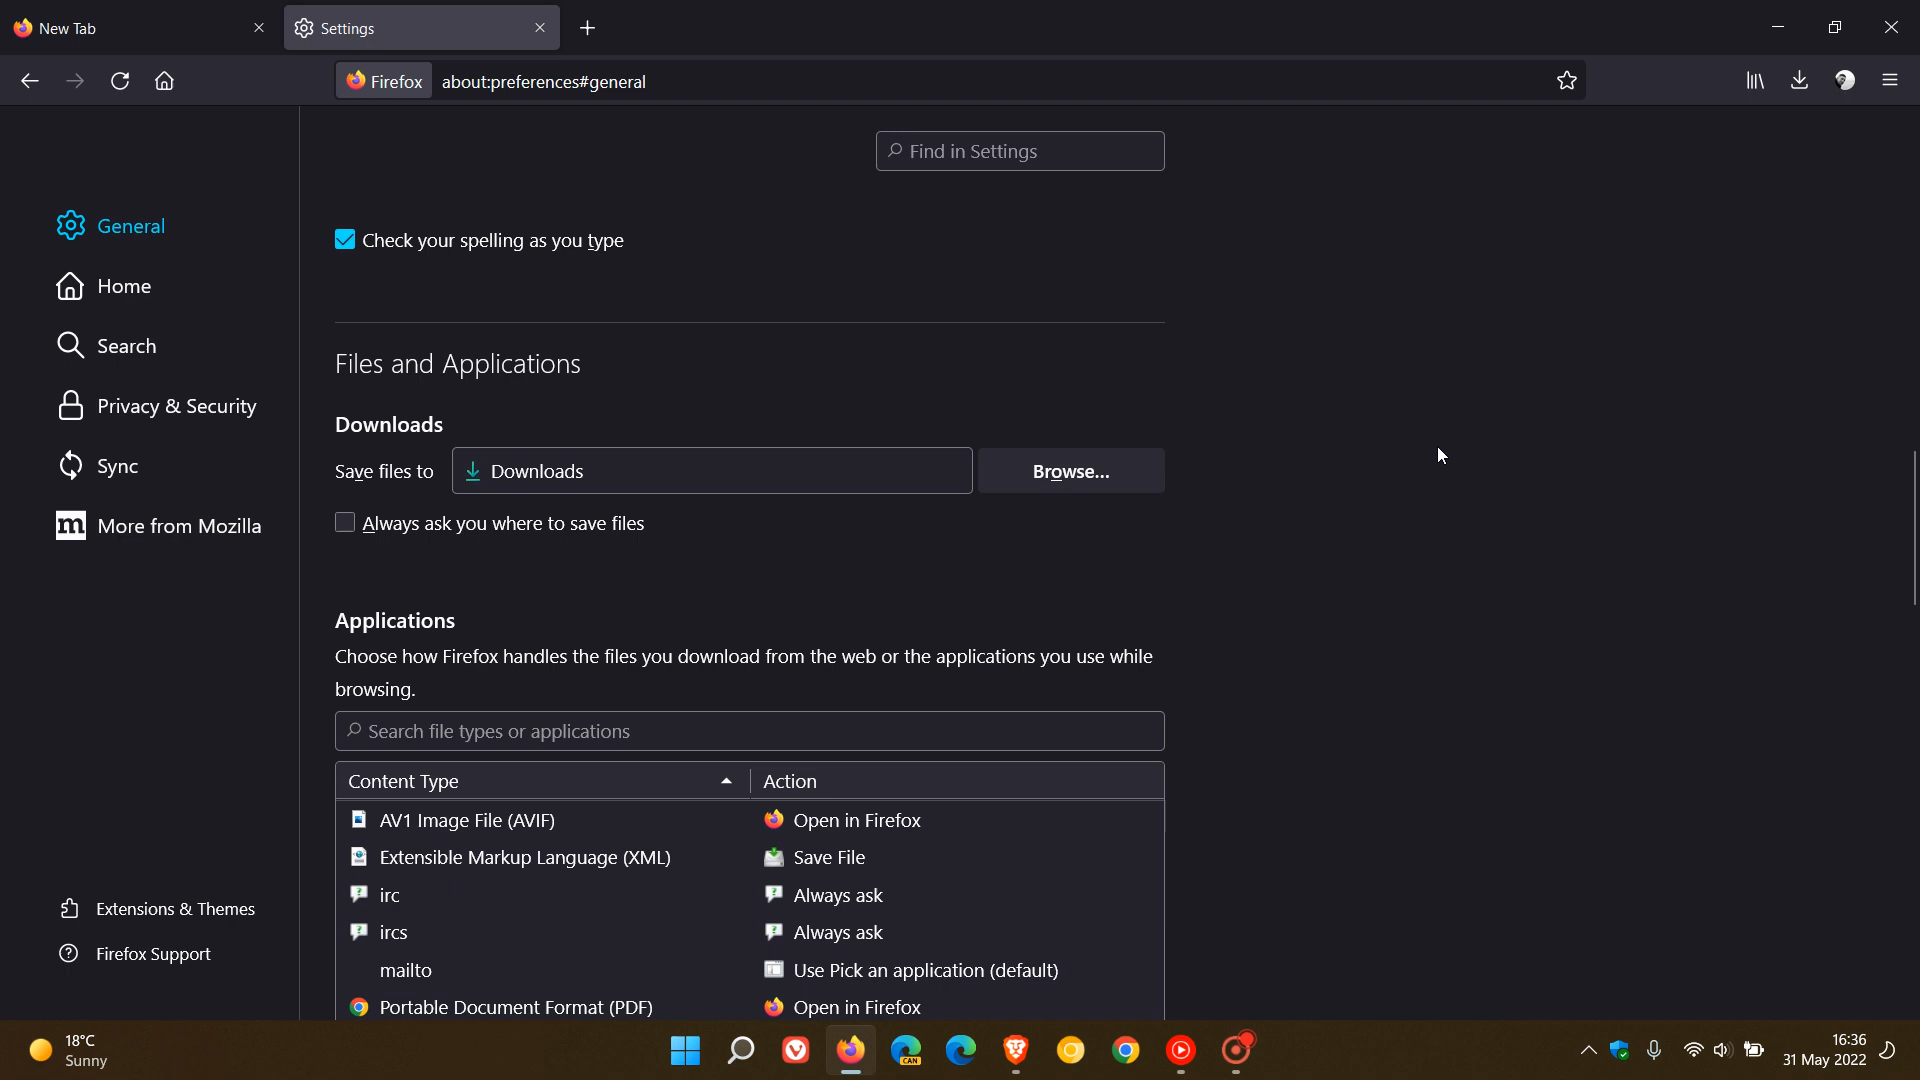 New Tab
Settings
Firefox about:preferences#general
Find in Settings
General
Home
Search
Privacy & Security
Sync
m More from Mozilla
Extensions & Themes
Firefox Support
Check your spelling as you type
Files and Applications
Downloads
Save files to Downloads Browse...
Always ask you where to save files
Applications
Choose how Firefox handles the files you download from the web or the applications you use while
browsing.
Search file types or applications
Content Type Action
AV1 Image File (AVIF) Open in Firefox
Extensible Markup Language (XML) Save File
irc Always ask
ircs Always ask
mailto Use Pick an application (default)
Portable Document Format (PDF) Open in Firefox
18°C
Sunny
CAN
16:36
31 May 2022